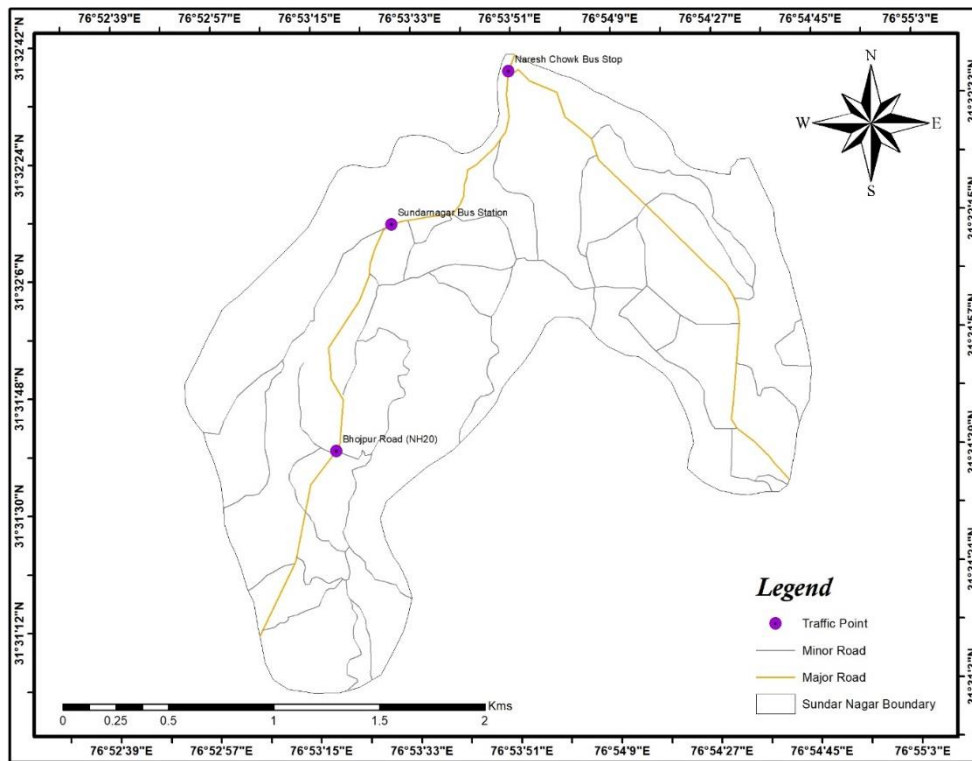 76°52'39"E 76°52'57"E 76°53'15"E 76°53'33"E 76°53'51"E 76°54'9"E 76°54'27"E 76°54'45"E 76°55'3"E
31°32'42"N
Naresh Chowk Bus Stop
N
W E
S
31°32'24"N
Sundarnagar Bus Station
31°32'6"N
31°31'48"N
Bhojpur Road (NH20)
31°31'30"N
31°31'12"N
Legend
Traffic Point
Minor Road
Major Road
Sundar Nagar Boundary
Kms
0 0.25 0.5 1 1.5 2
76°52'39"E 76°52'57"E 76°53'15"E 76°53'33"E 76°53'51"E 76°54'9"E 76°54'27"E 76°54'45"E 76°55'3"E